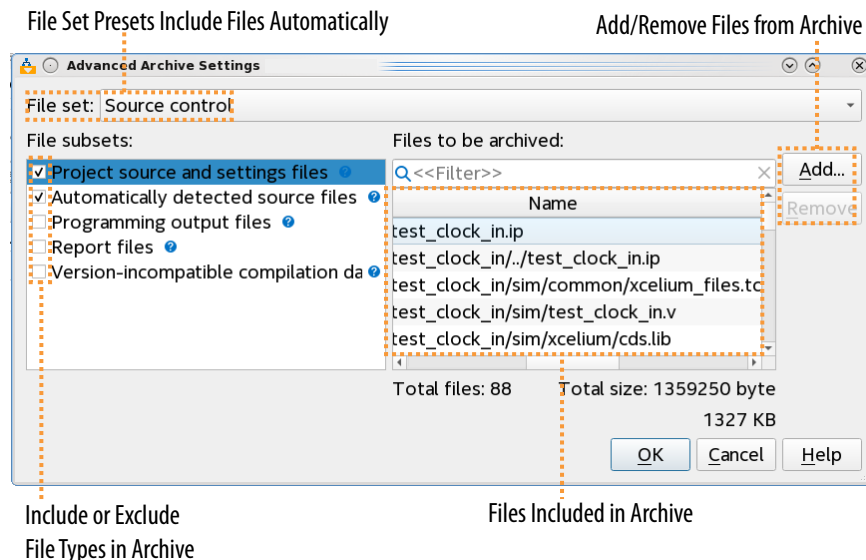 File Set Presets Include Files Automatically
Add/Remove Files from Archive
Advanced Archive Settings
File set: Source control
File subsets:
Files to be archived:
Project source and settings files ?
<<Filter>>
Add...
Automatically detected source files ?
Name
Remove
Programming output files ?
test_clock_in.ip
Report files ?
test_clock_in/../test_clock_in.ip
Version-incompatible compilation da ?
test_clock_in/sim/common/xcelium_files.tc
test_clock_in/sim/test_clock_in.v
test_clock_in/sim/xcelium/cds.lib
Total files: 88 Total size: 1359250 byte
1327 KB
OK Cancel Help
Include or Exclude
File Types in Archive
Files Included in Archive